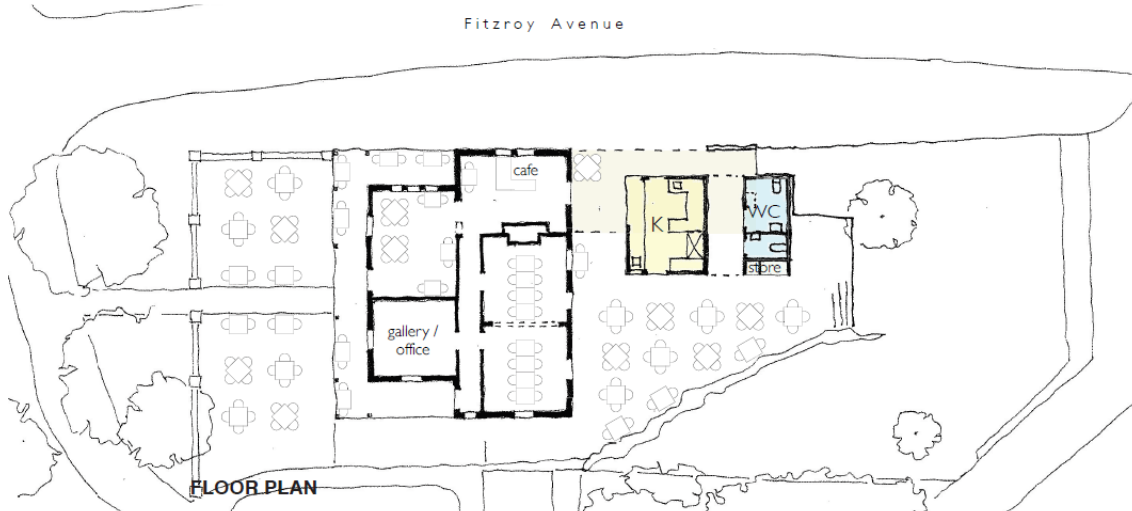 Fitzroy Avenue
cafe
K
WC
store
gallery /
office
FLOOR PLAN